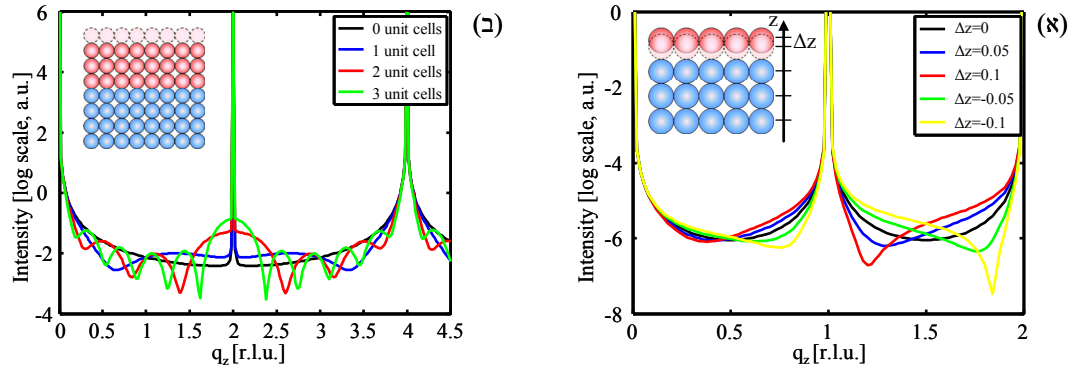 (ב)
0 unit cells
1 unit cell
2 unit cells
3 unit cells
Intensity [log scale, a.u.]
6
4
2
0
-2
-4
0 0.5 1 1.5 2 2.5 3 3.5 4 4.5
q_z [r.l.u.]
(א)
z
Δz
Δz=0
Δz=0.05
Δz=0.1
Δz=-0.05
Δz=-0.1
Intensity [log scale, a.u.]
0
-2
-4
-6
-8
0 0.5 1 1.5 2
q_z [r.l.u.]